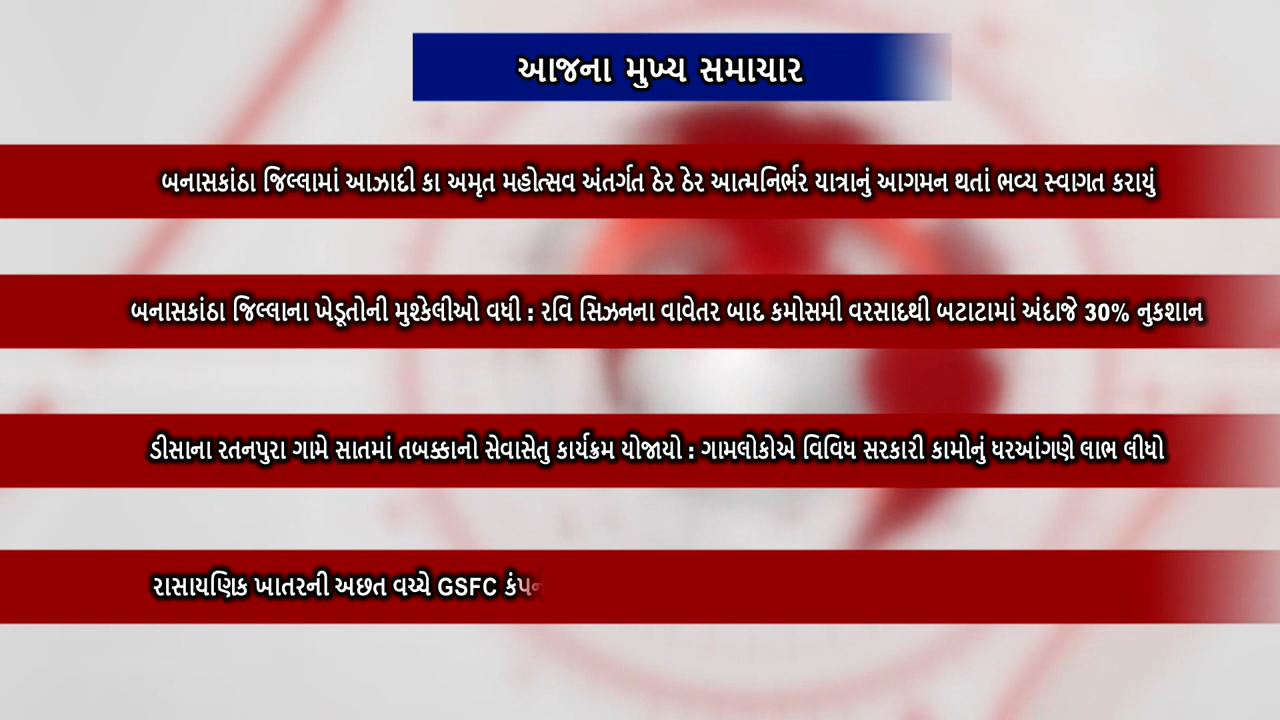 આજના મુખ્ય સમાચાર
બનાસકાંઠા જિલ્લામાં આઝાદી કા અમૃત મહોત્સવ અંતર્ગત ઠેર ઠેર આત્મનિર્ભર યાત્રાનું આગમન થતાં ભવ્ય સ્વાગત કરાયું
બનાસકાંઠા જિલ્લાના ખેડૂતોની મુશ્કેલીઓ વધી : રવિ સિઝનના વાવેતર બાદ કમોસમી વરસાદથી બટાટામાં અંદાજે 30% નુકશાન
ડીસાના રતનપુરા ગામે સાતમાં તબક્કાનો સેવાસેતુ કાર્યક્રમ યોજાયો : ગામલોકોએ વિવિધ સરકારી કામોનું ધરઆંગણે લાભ લીધો
રાસાયણિક ખાતરની અછત વચ્ચે GSFC